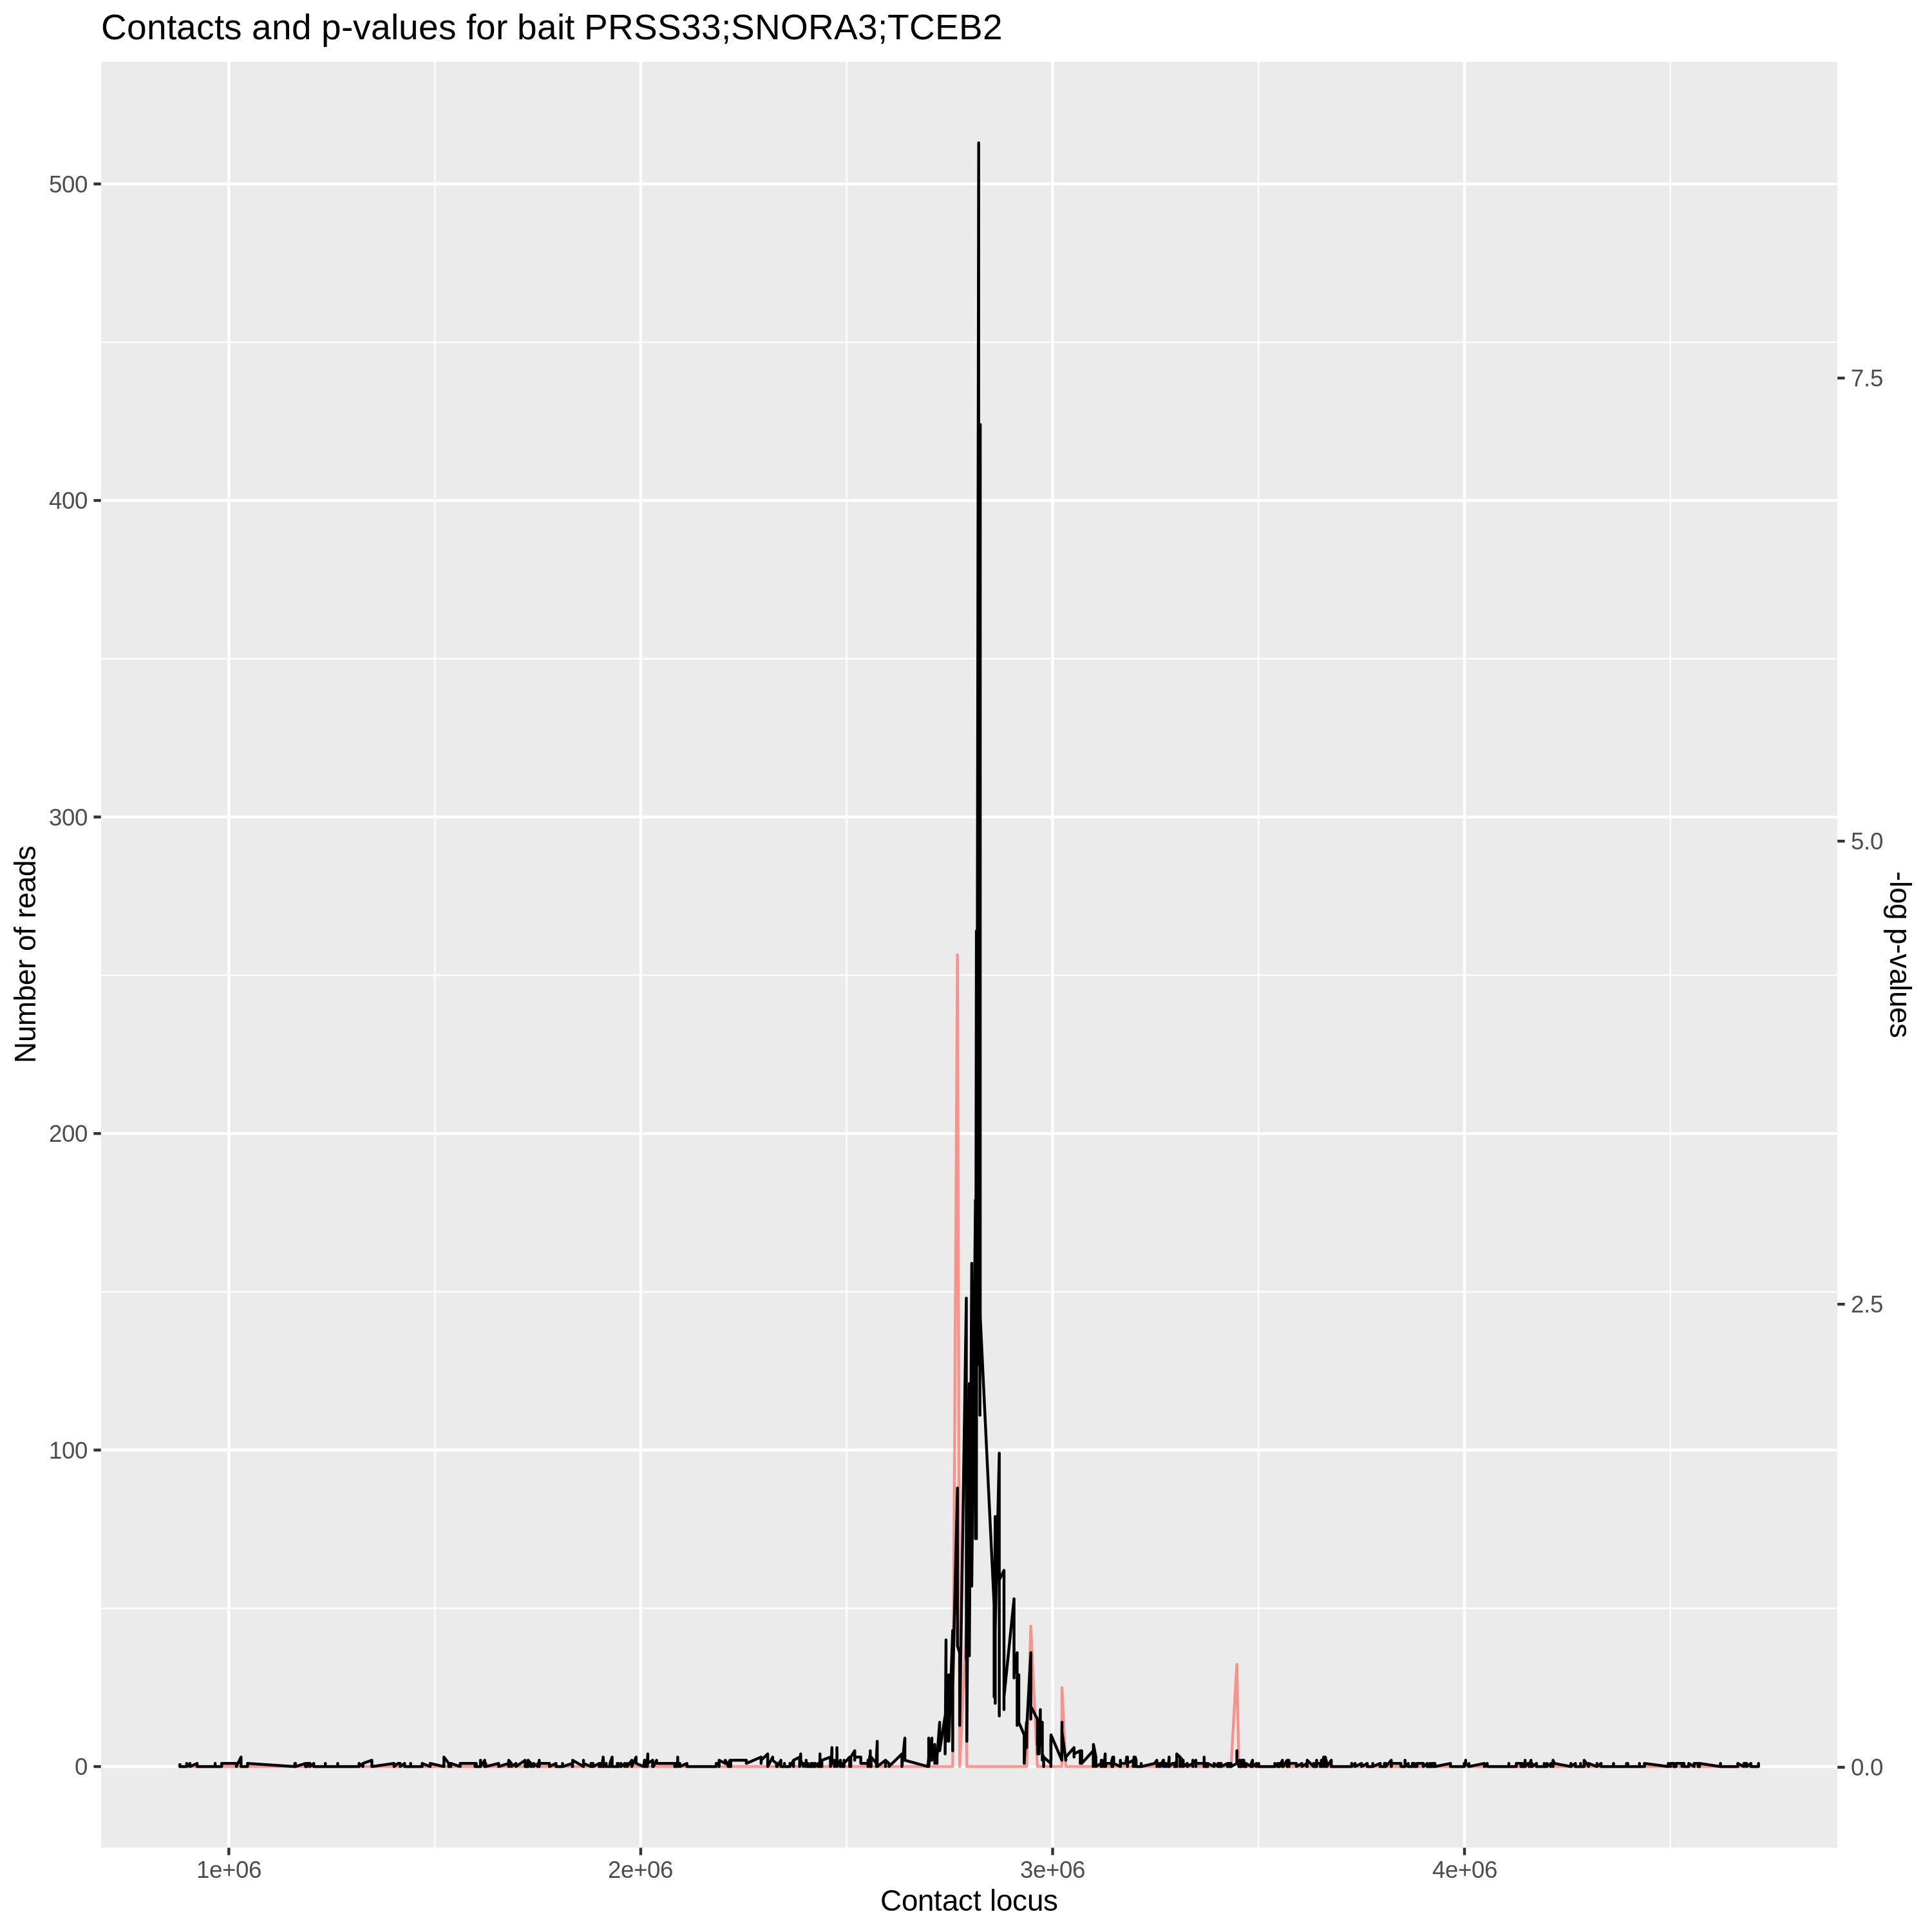 Contacts and p-values for bait PRSS33;SNORA3;TCEB2
500
400
300
200
100
0
Number of reads
7.5
5.0
2.5
0.0
-log p-values
1e+06 2e+06 3e+06 4e+06
Contact locus